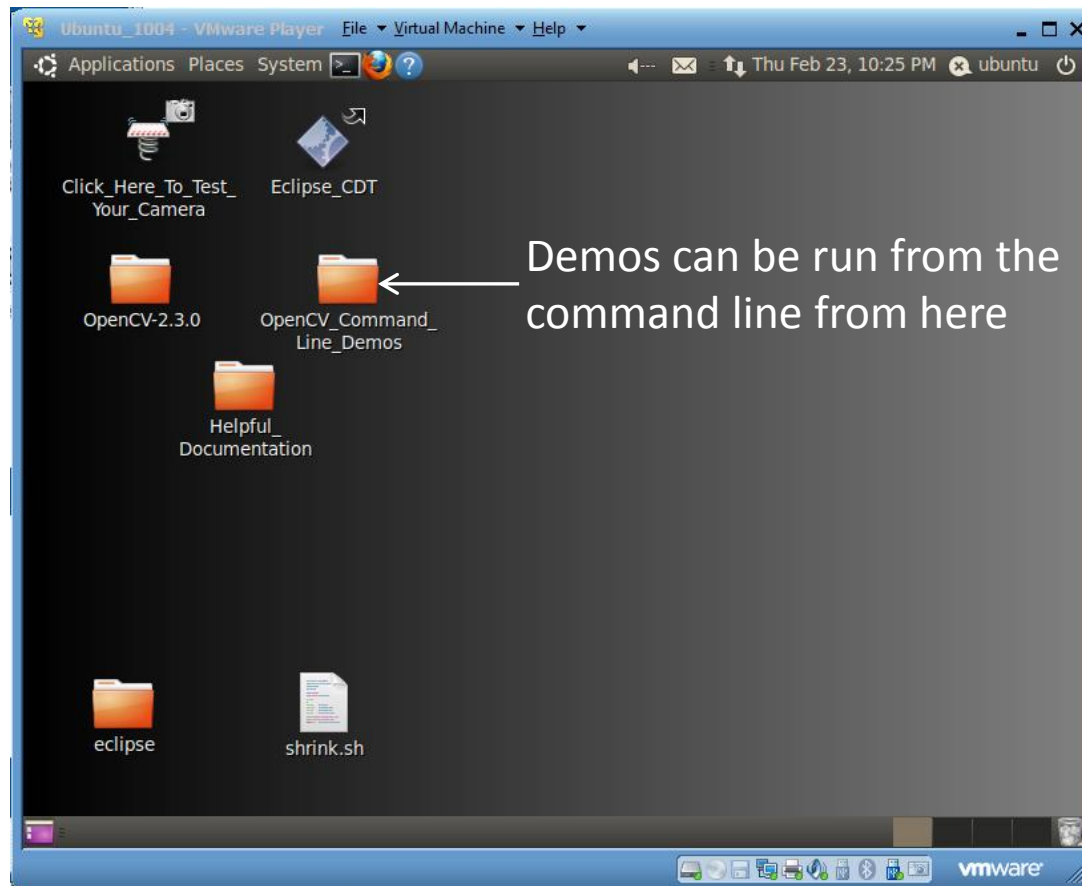 Ubuntu_1004 - VMware Player File Virtual Machine Help
Applications Places System ? Thu Feb 23, 10:25 PM ubuntu
Click_Here_To_Test_
Your_Camera
Eclipse_CDT
OpenCV-2.3.0
OpenCV_Command_
Line_Demos
Demos can be run from the
command line from here
Helpful_
Documentation
eclipse
shrink.sh
vmware